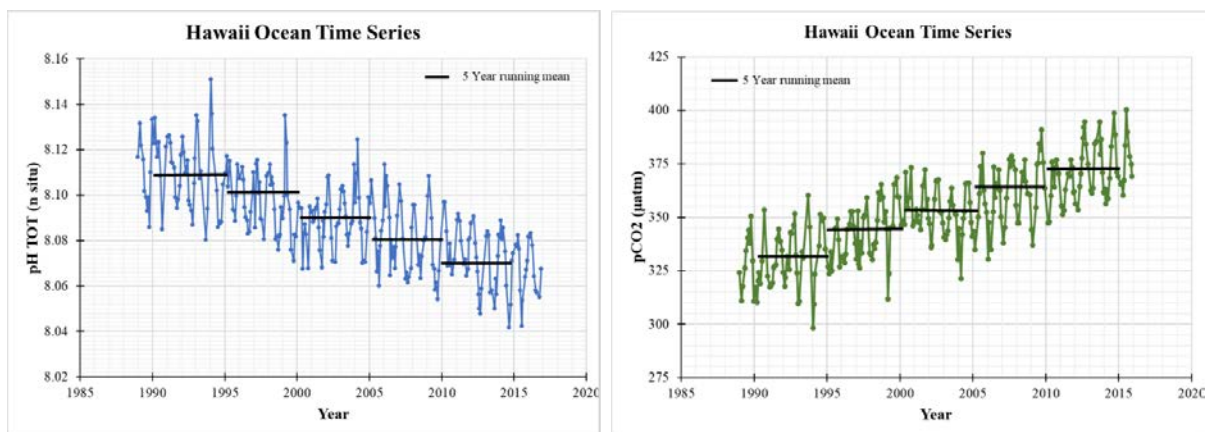 Hawaii Ocean Time Series
8.16
8.14
8.12
8.10
8.08
8.06
8.04
8.02
pH TOT (n situ)
5 Year running mean
1985 1990 1995 2000 2005 2010 2015 2020
Year
Hawaii Ocean Time Series
425
400
375
350
325
300
275
pCO2 (µatm)
5 Year running mean
1985 1990 1995 2000 2005 2010 2015 2020
Year